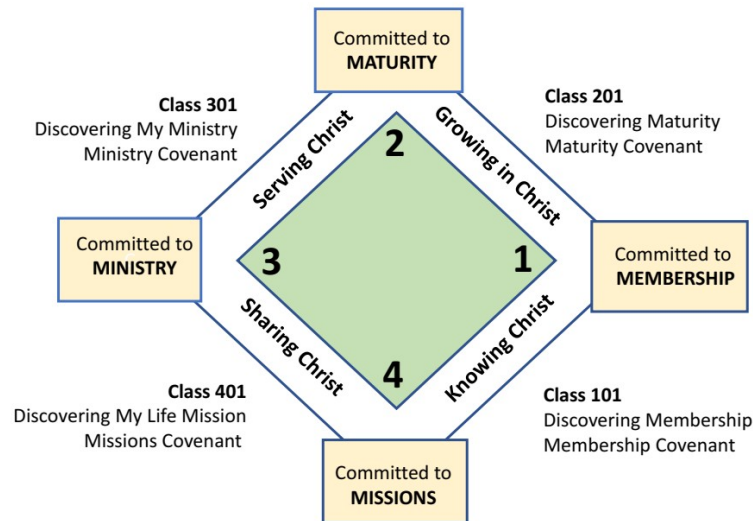 Committed to
MATURITY
Class 301
Discovering My Ministry
Ministry Covenant
Class 201
Discovering Maturity
Maturity Covenant
Serving Christ
Growing in Christ
2
Committed to
MINISTRY
3
1
Committed to
MEMBERSHIP
Sharing Christ
Knowing Christ
4
Class 401
Discovering My Life Mission
Missions Covenant
Class 101
Discovering Membership
Membership Covenant
Committed to
MISSIONS